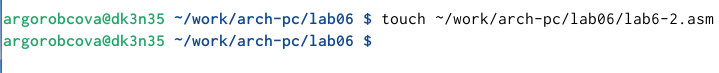 argorobcova@dk3n35 ~/work/arch-pc/lab06 $ touch ~/work/arch-pc/lab06/lab6-2.asm
argorobcova@dk3n35 ~/work/arch-pc/lab06 $